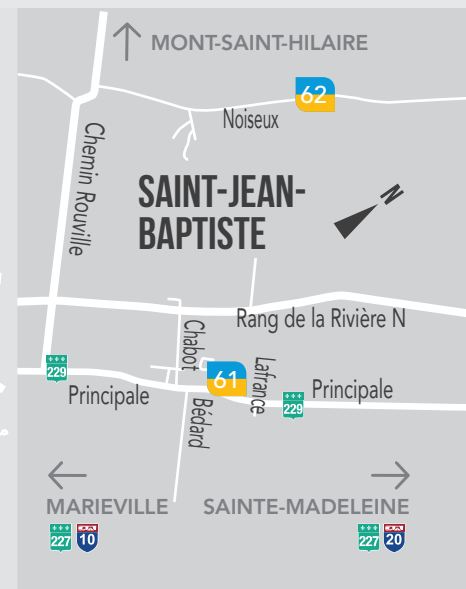 MONT-SAINT-HILAIRE
62
Noiseux
Chemin Rouville
SAINT-JEAN-
BAPTISTE
N
Rang de la Rivière N
Chabot
Lafrance
229
61
Principale
Principale
229
Bédard
MARIEVILLE
SAINTE-MADELEINE
227 10
227 20